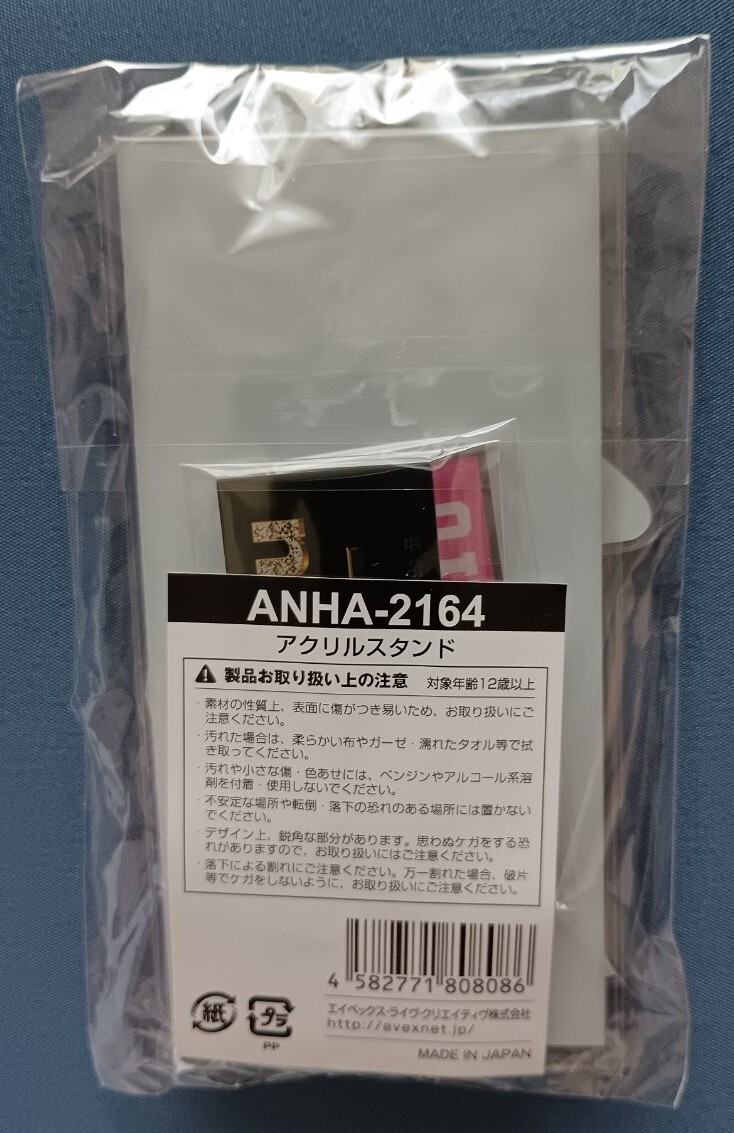 ANHA-2164
アクリルスタンド
製品お取り扱い上の注意 対象年齢12歳以上
・素材の性質上、表面に傷がつき易いため、お取り扱いにご
注意ください。
・汚れた場合は、柔らかい布やガーゼ・濡れたタオル等で拭
き取ってください。
・汚れや小さな傷・色あせには、ベンジンやアルコール系溶
剤を付着・使用しないでください。
・不安定な場所や転倒・落下の恐れのある場所には置かない
でください。
・デザイン上、鋭角な部分があります。思わぬケガをする恐
れがありますので、お取り扱いにはご注意ください。
・落下による割れにご注意ください。万一割れた場合、破片
等でケガをしないように、お取り扱いにご注意ください。
4 582771 808086
エイベックス・ライヴ・クリエイティヴ株式会社
http://avexnet.jp/
紙 プラ
PP
MADE IN JAPAN